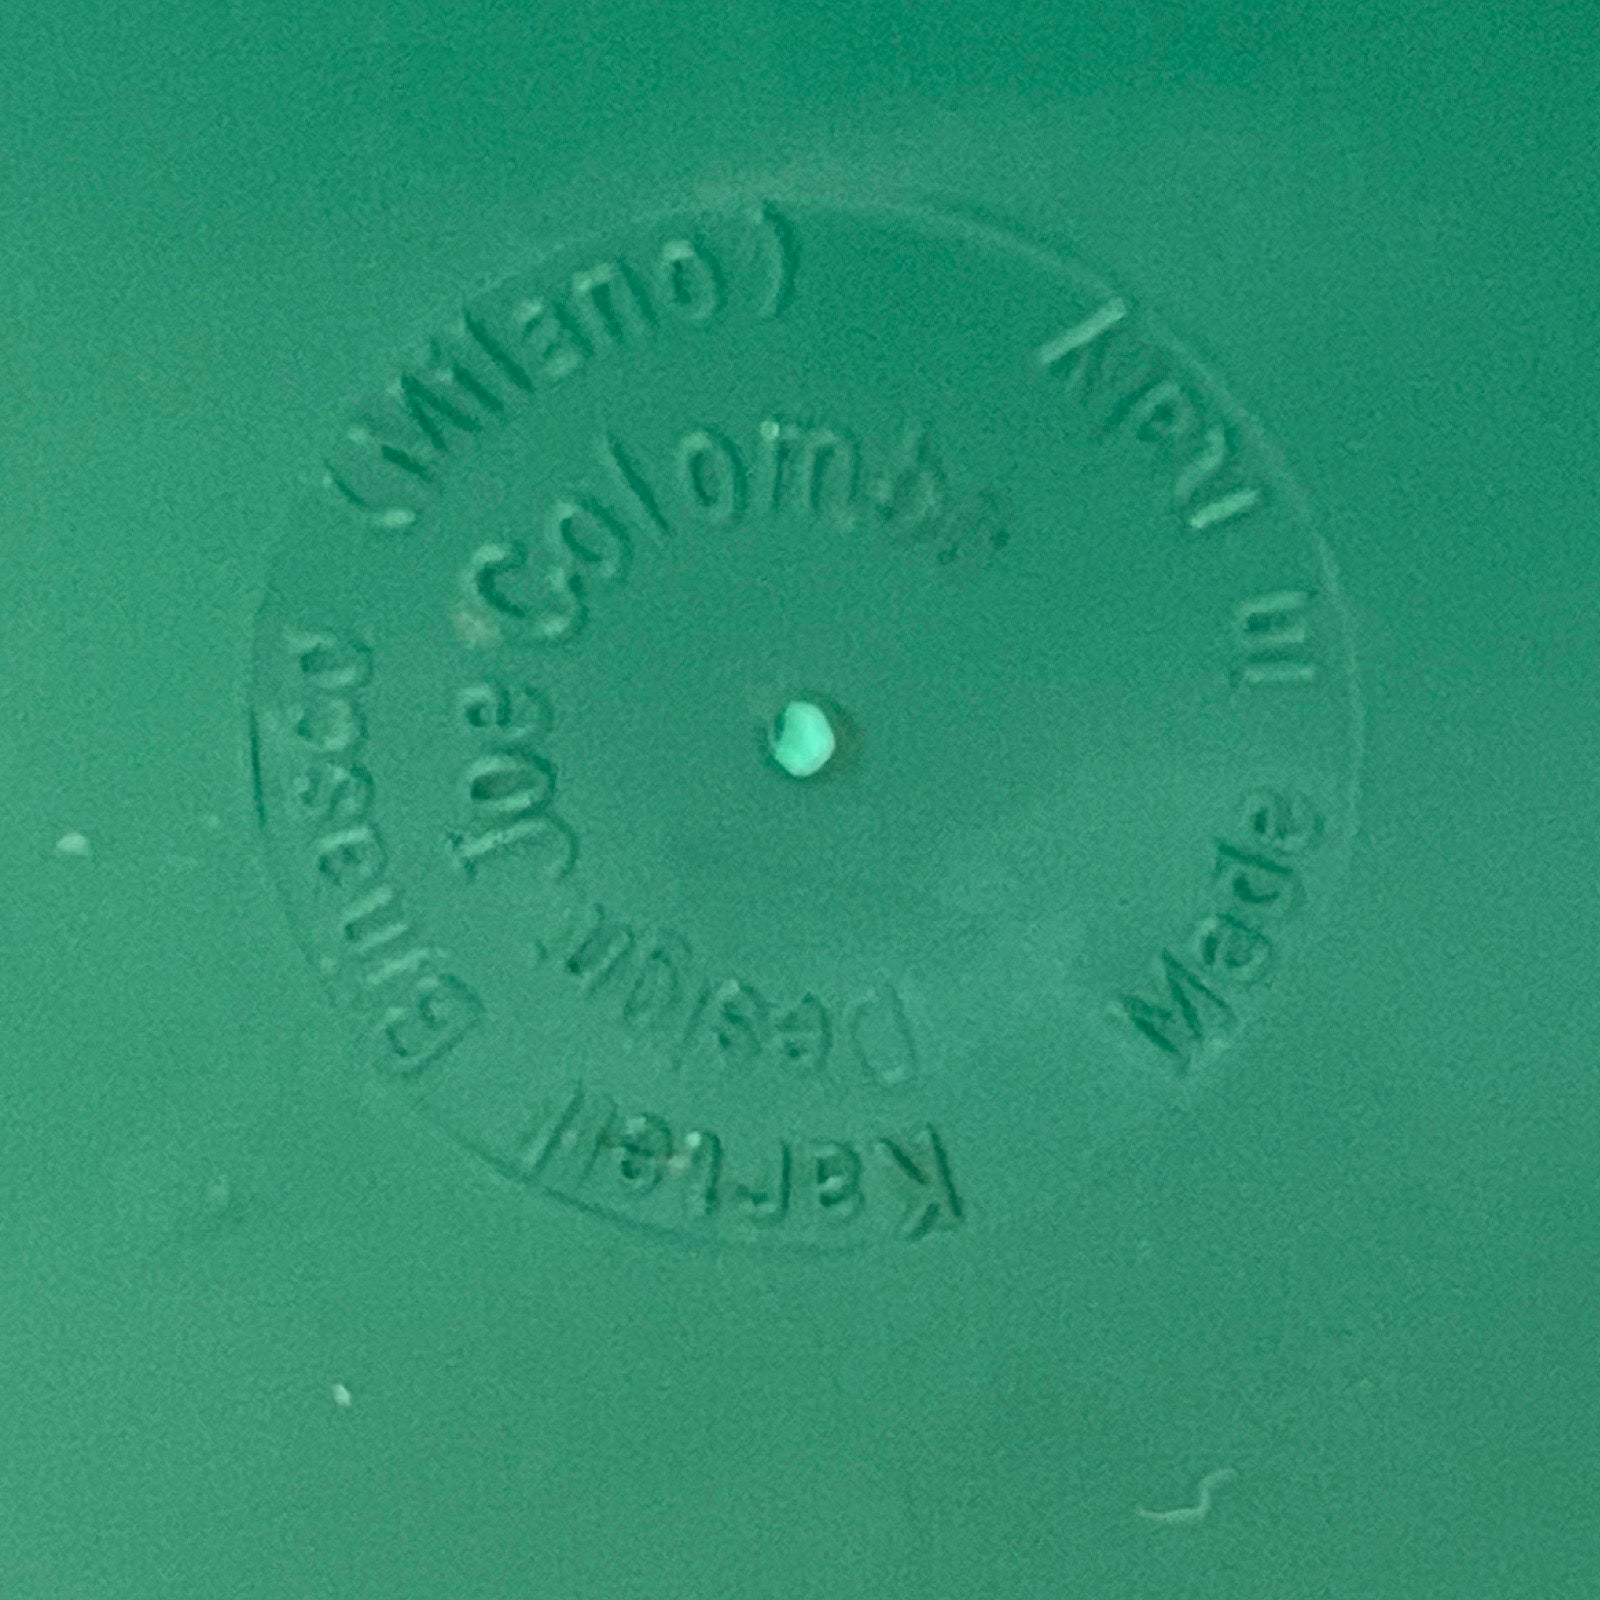 Kartell Binasco (Milano)
Made in Italy
Design Joe Colombo